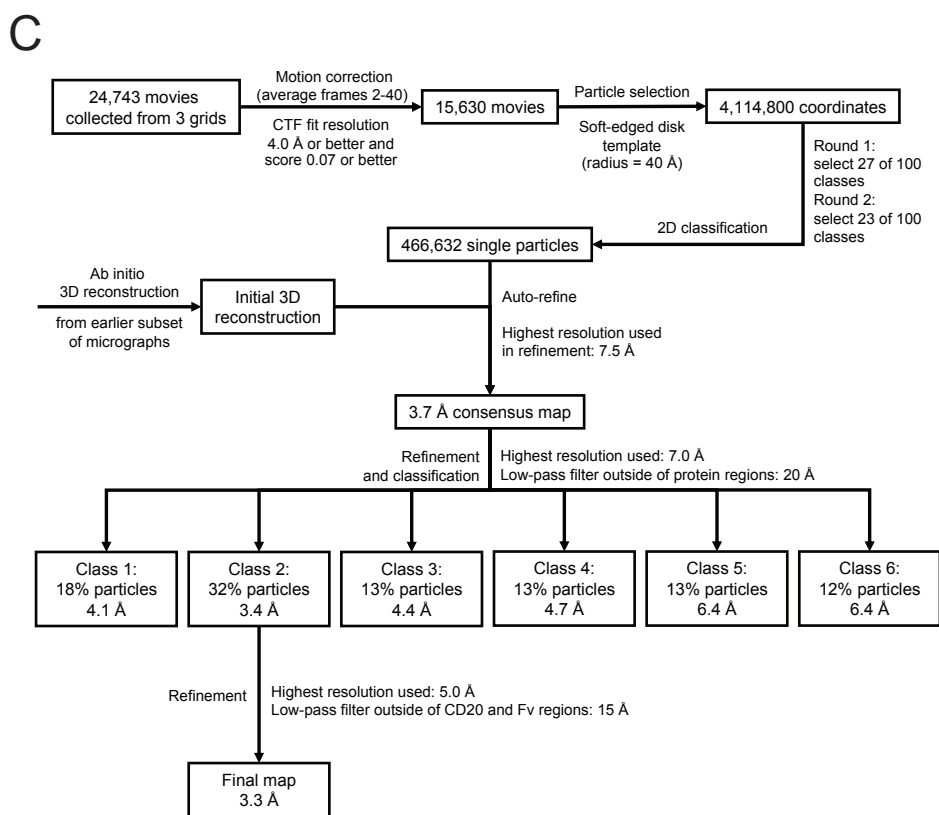 C
24,743 movies
collected from 3 grids
Motion correction
(average frames 2-40)
CTF fit resolution
4.0 Å or better and
score 0.07 or better
15,630 movies
Particle selection
Soft-edged disk
template
(radius = 40 Å)
4,114,800 coordinates
Round 1:
select 27 of 100
classes
Round 2:
select 23 of 100
classes
2D classification
466,632 single particles
Ab initio
3D reconstruction
from earlier subset
of micrographs
Initial 3D
reconstruction
Auto-refine
Highest resolution used
in refinement: 7.5 Å
3.7 Å consensus map
Refinement
and classification
Highest resolution used: 7.0 Å
Low-pass filter outside of protein regions: 20 Å
Class 1:
18% particles
4.1 Å
Class 2:
32% particles
3.4 Å
Class 3:
13% particles
4.4 Å
Class 4:
13% particles
4.7 Å
Class 5:
13% particles
6.4 Å
Class 6:
12% particles
6.4 Å
Refinement
Highest resolution used: 5.0 Å
Low-pass filter outside of CD20 and Fv regions: 15 Å
Final map
3.3 Å